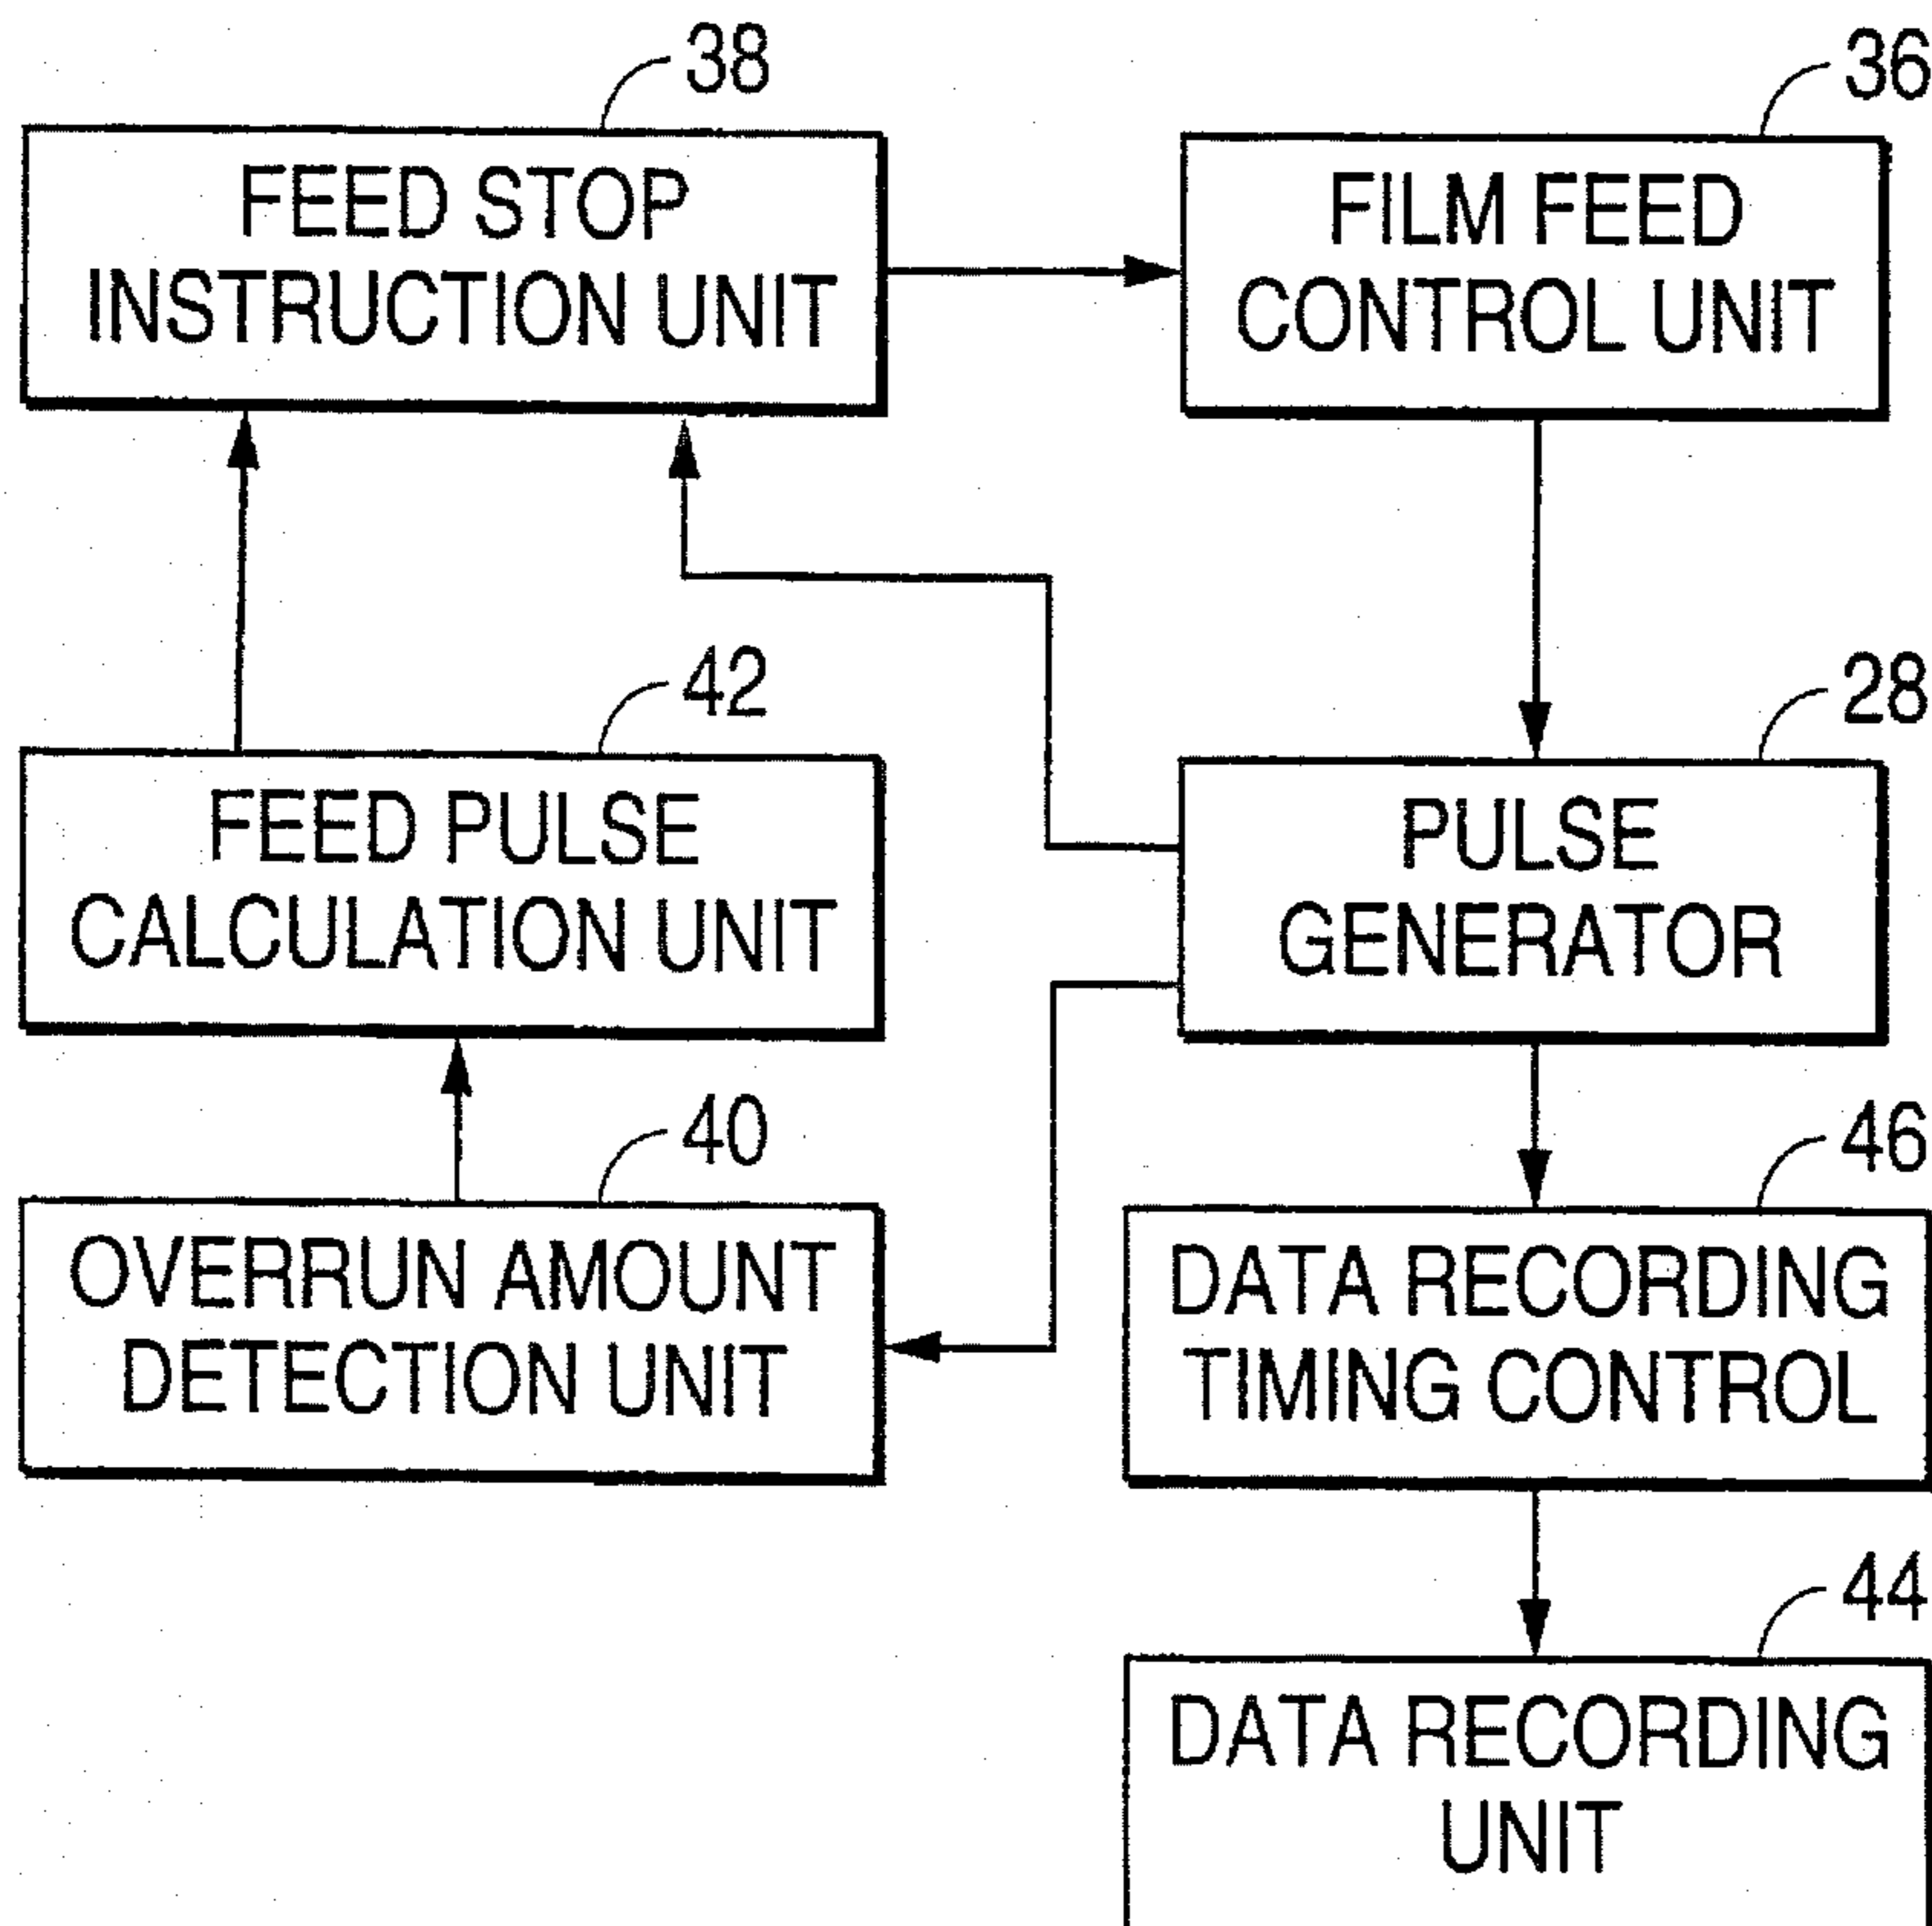 38
FEED STOP
INSTRUCTION UNIT
36
FILM FEED
CONTROL UNIT
42
FEED PULSE
CALCULATION UNIT
28
PULSE
GENERATOR
40
OVERRUN AMOUNT
DETECTION UNIT
46
DATA RECORDING
TIMING CONTROL
44
DATA RECORDING
UNIT